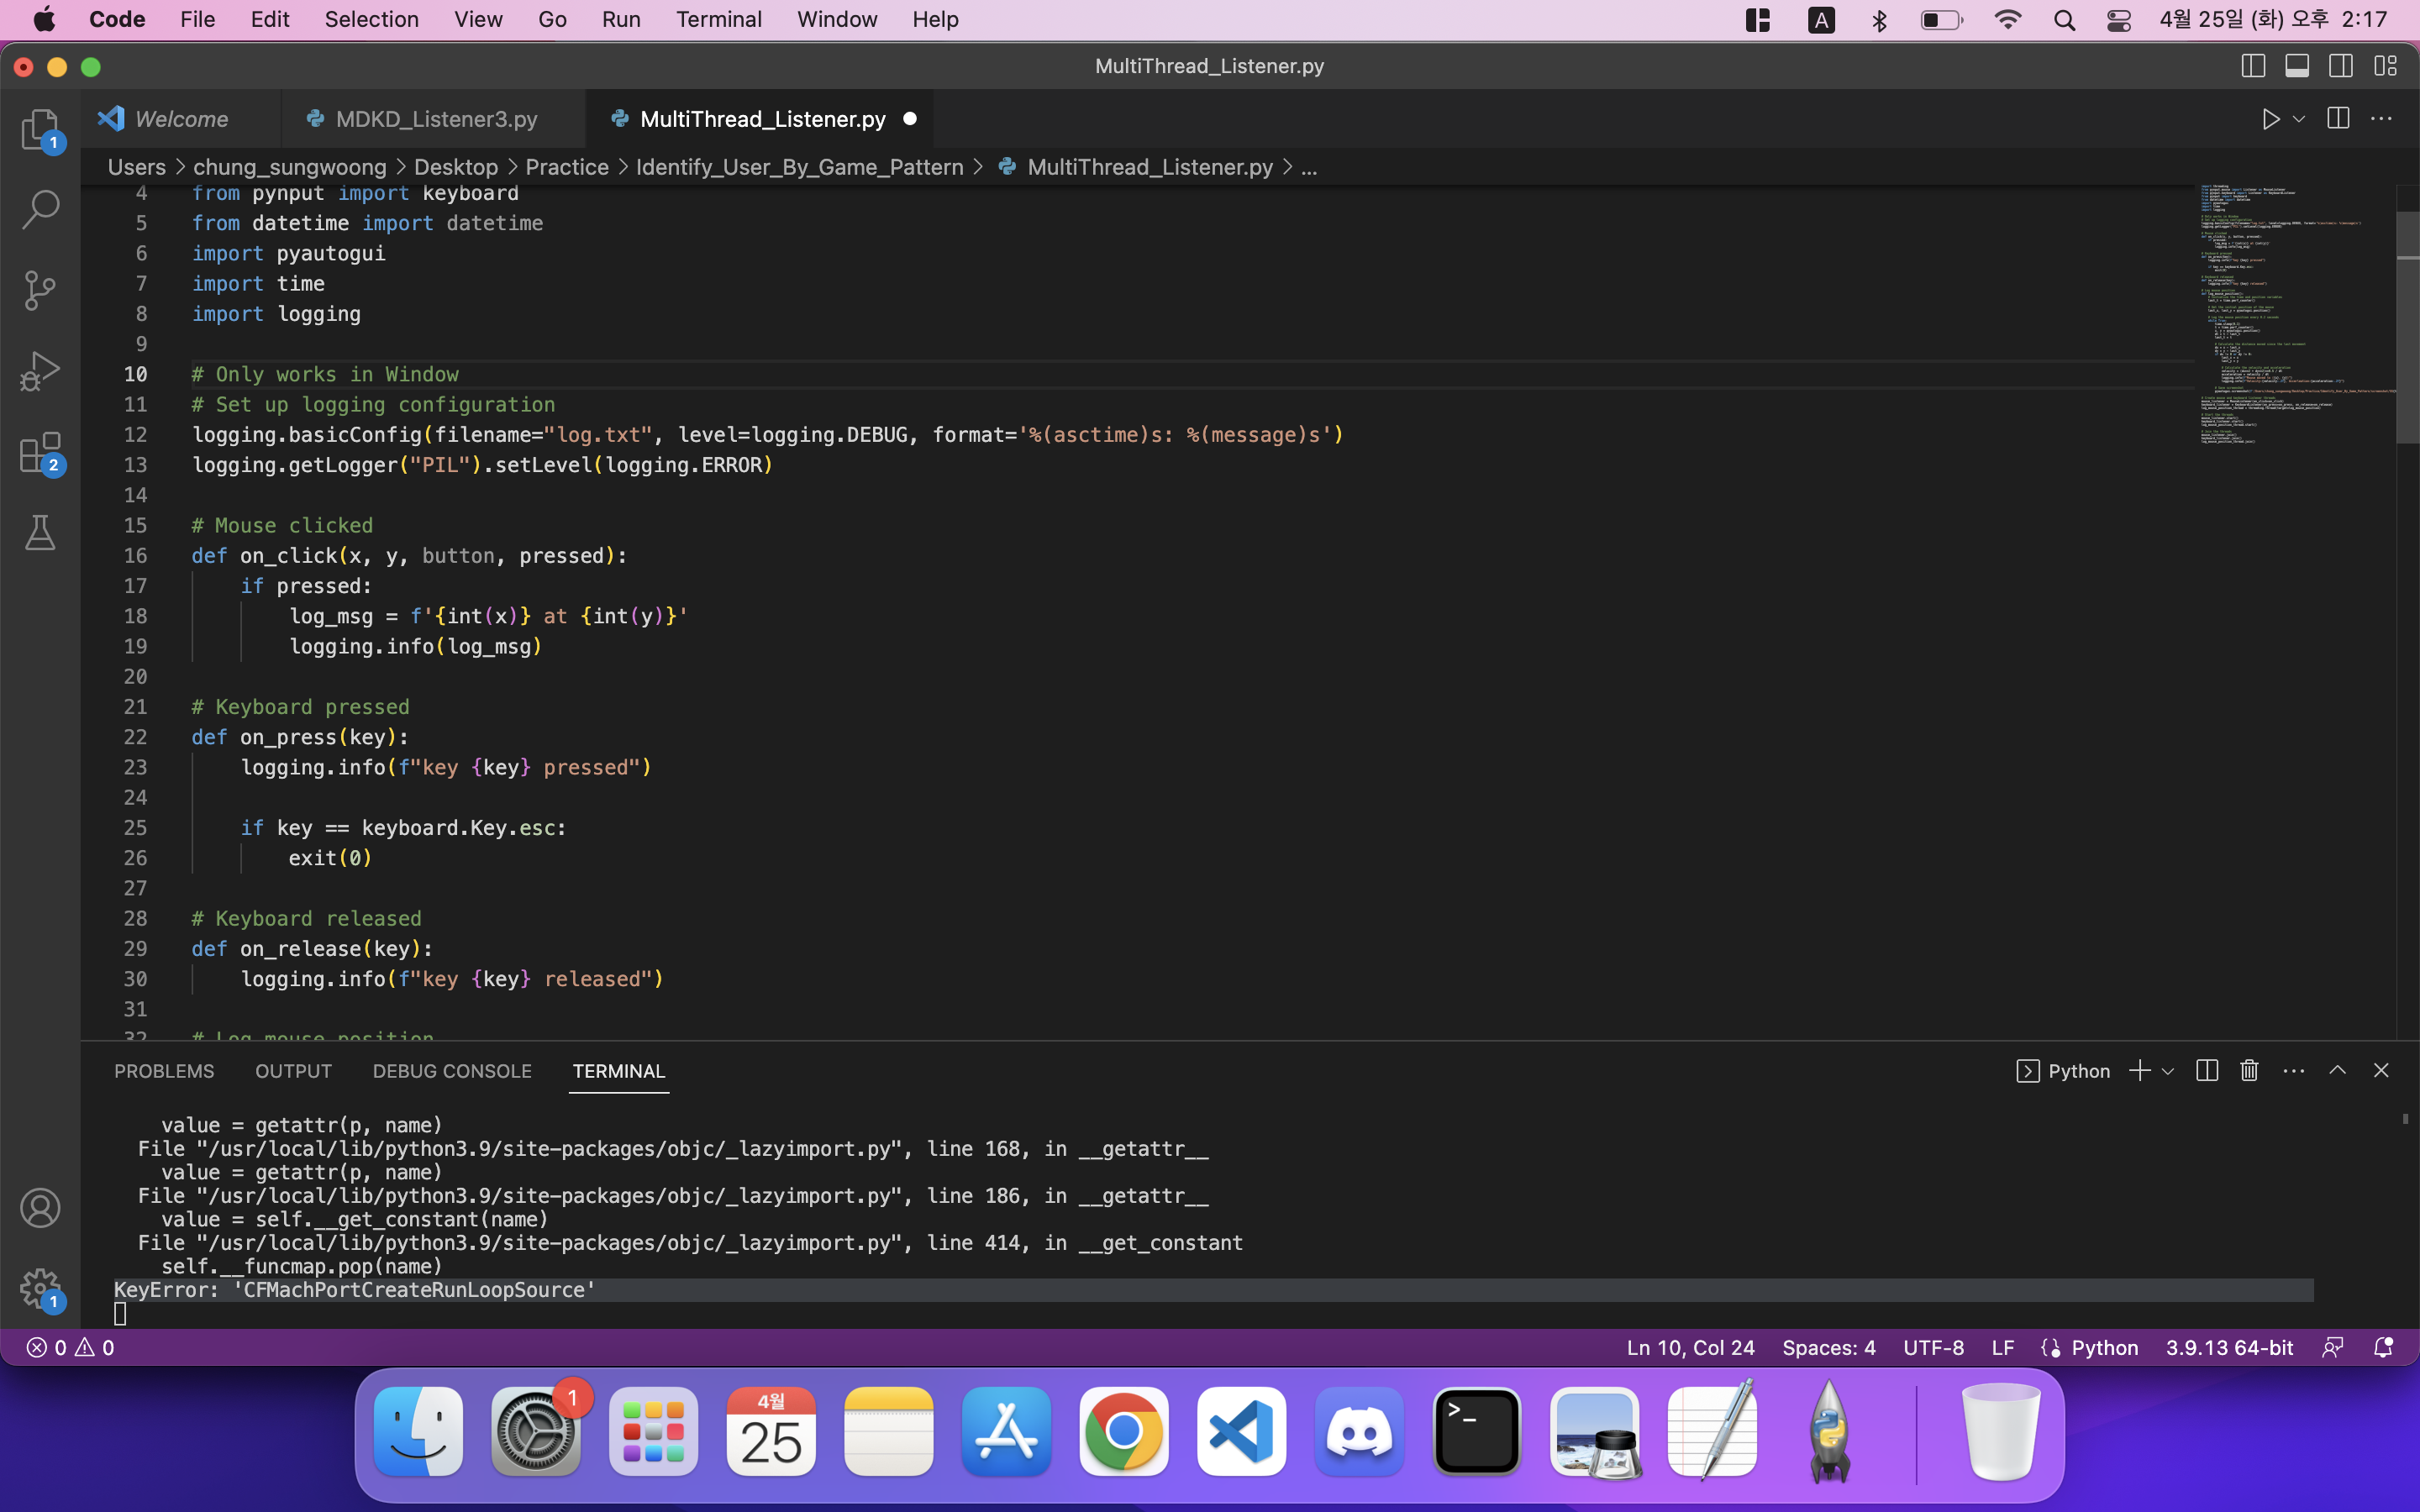 Code File Edit Selection View Go Run Terminal Window Help A 4월 25일 (화) 오후 2:17
MultiThread_Listener.py
Welcome MDKD_Listener3.py MultiThread_Listener.py
Users > chung_sungwoong > Desktop > Practice > Identify_User_By_Game_Pattern > MultiThread_Listener.py > ...
1
2
4 from pynput import keyboard
5 from datetime import datetime
6 import pyautogui
7 import time
8 import logging
9
10 # Only works in Window
11 # Set up logging configuration
12 logging.basicConfig(filename="log.txt", level=logging.DEBUG, format='%(asctime)s: %(message)s')
13 logging.getLogger("PIL").setLevel(logging.ERROR)
14
15 # Mouse clicked
16 def on_click(x, y, button, pressed):
17     if pressed:
18         log_msg = f'{int(x)} at {int(y)}'
19         logging.info(log_msg)
20
21 # Keyboard pressed
22 def on_press(key):
23     logging.info(f"key {key} pressed")
24
25     if key == keyboard.Key.esc:
26         exit(0)
27
28 # Keyboard released
29 def on_release(key):
30     logging.info(f"key {key} released")
31
32 # Log mouse position
PROBLEMS OUTPUT DEBUG CONSOLE TERMINAL Python
    value = getattr(p, name)
  File "/usr/local/lib/python3.9/site-packages/objc/_lazyimport.py", line 168, in __getattr__
    value = getattr(p, name)
  File "/usr/local/lib/python3.9/site-packages/objc/_lazyimport.py", line 186, in __getattr__
    value = self.__get_constant(name)
  File "/usr/local/lib/python3.9/site-packages/objc/_lazyimport.py", line 414, in __get_constant
    self.__funcmap.pop(name)
KeyError: 'CFMachPortCreateRunLoopSource'
1
0 0 Ln 10, Col 24 Spaces: 4 UTF-8 LF Python 3.9.13 64-bit
1
4월
25